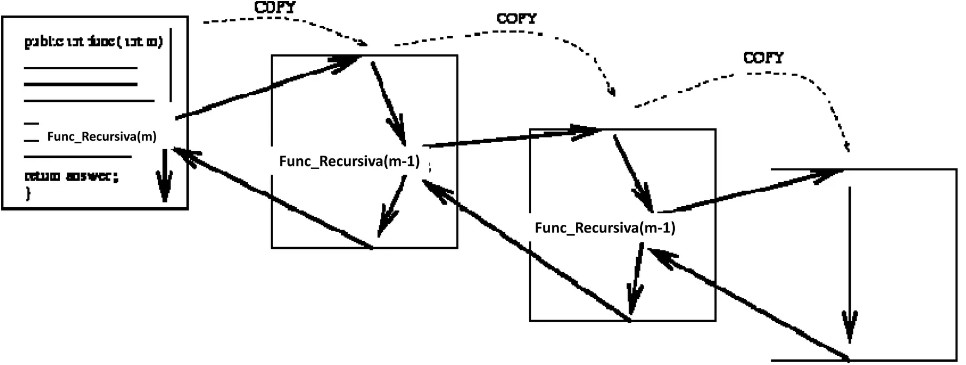 COPY
COPY
COPY
public int func( int m)
Func_Recursiva(m)
return answer;
}
Func_Recursiva(m-1)
Func_Recursiva(m-1)